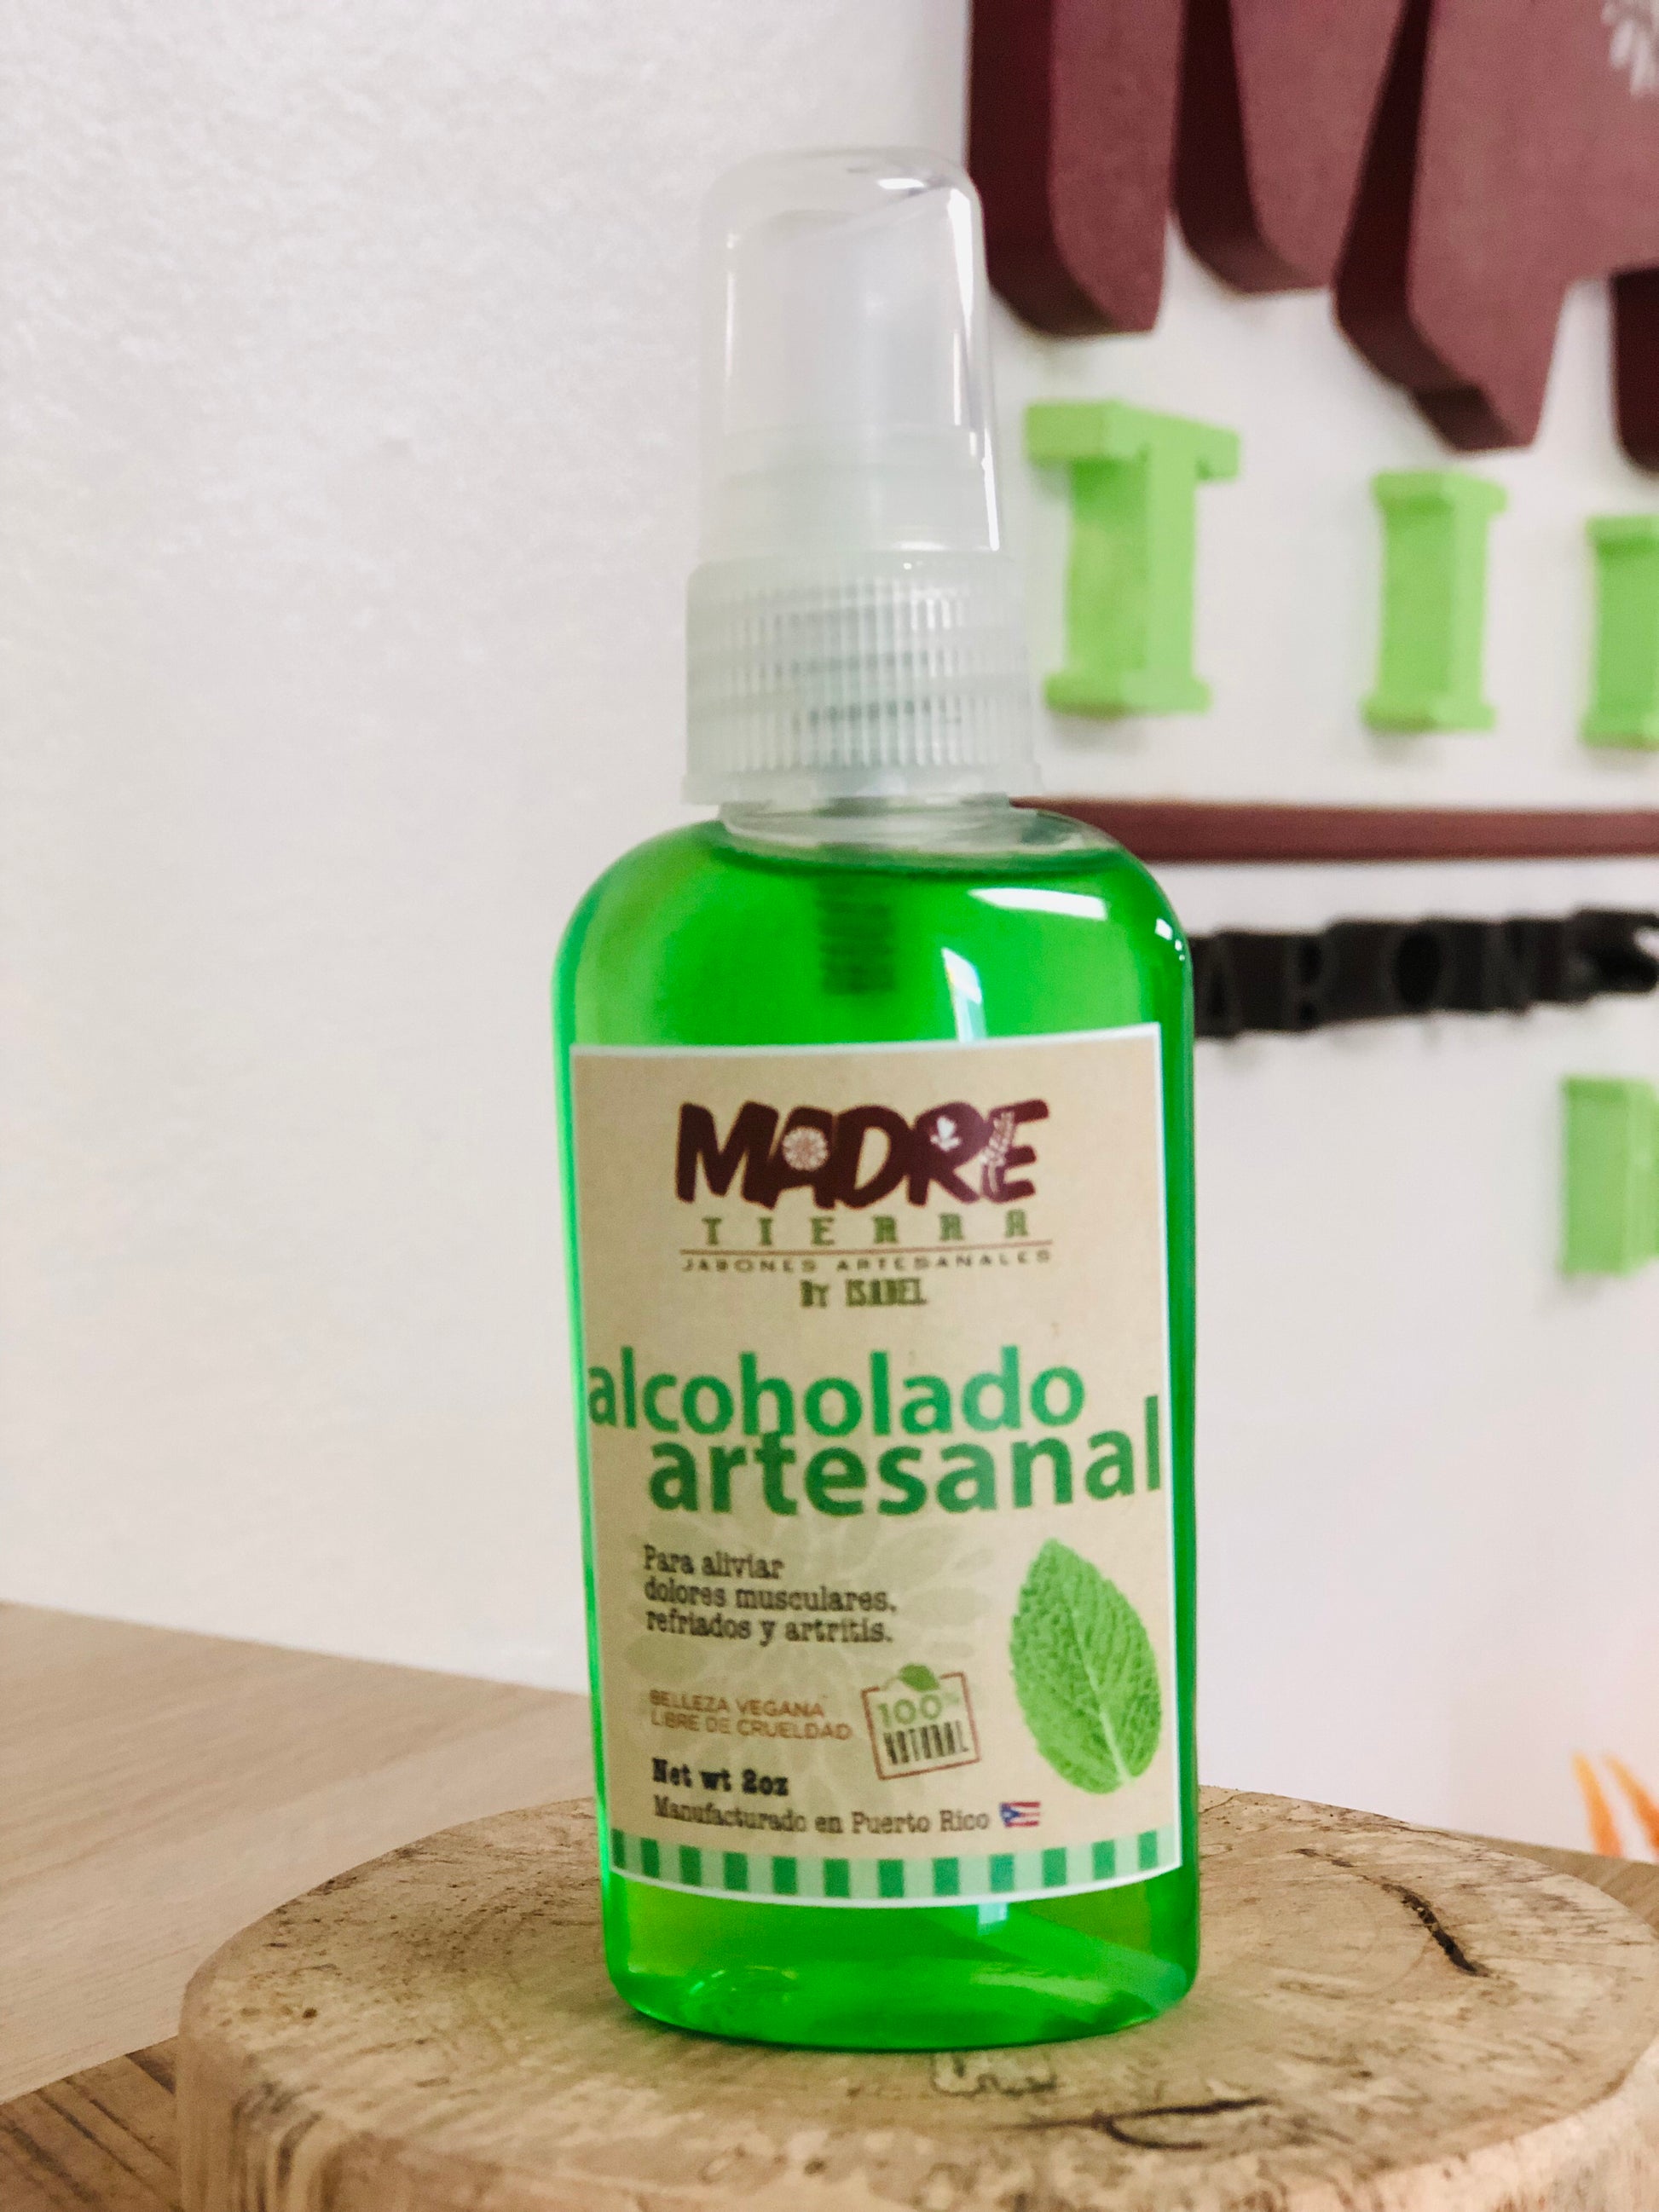 MADRE
TIERRA
JABONES ARTESANALES
BY ISABEL
alcoholado
artesanal
Para aliviar
dolores musculares,
refriados y artritis.
BELLEZA VEGANA
LIBRE DE CRUELDAD
100%
NATURAL
Net wt 2oz
Manufacturado en Puerto Rico